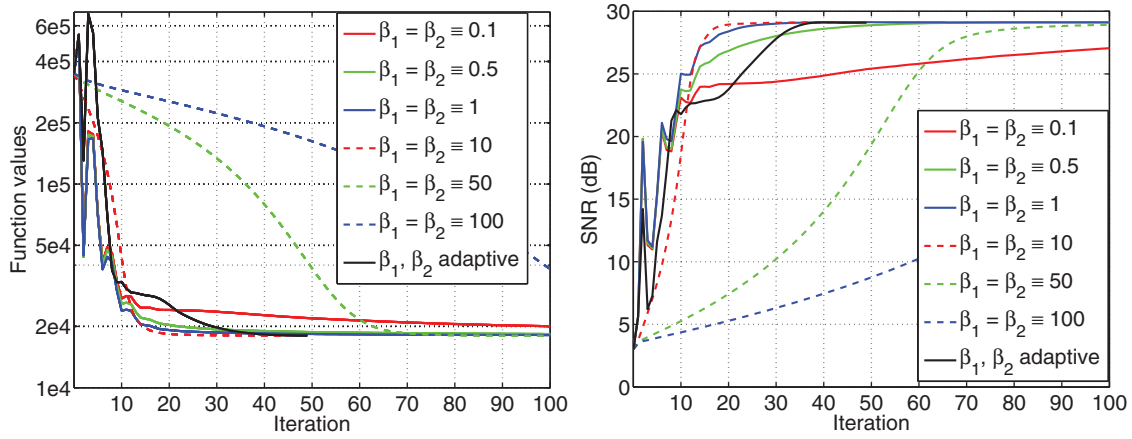 Function values
6e5
4e5
2e5
1e5
5e4
2e4
1e4
β1 = β2 ≡ 0.1
β1 = β2 ≡ 0.5
β1 = β2 ≡ 1
β1 = β2 ≡ 10
β1 = β2 ≡ 50
β1 = β2 ≡ 100
β1, β2 adaptive
10 20 30 40 50 60 70 80 90 100
Iteration
SNR (dB)
30
25
20
15
10
5
0
β1 = β2 ≡ 0.1
β1 = β2 ≡ 0.5
β1 = β2 ≡ 1
β1 = β2 ≡ 10
β1 = β2 ≡ 50
β1 = β2 ≡ 100
β1, β2 adaptive
10 20 30 40 50 60 70 80 90 100
Iteration